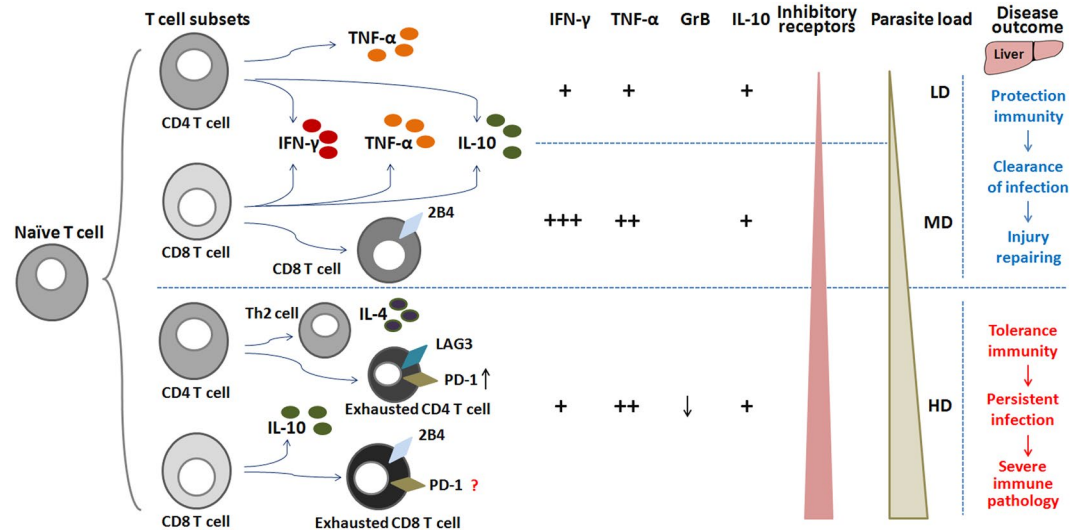 T cell subsets
IFN-γ TNF-α GrB IL-10 Inhibitory receptors Parasite load Disease outcome
Liver
TNF-α
CD4 T cell
IFN-γ TNF-α IL-10
+ + + LD
Protection
immunity
Clearance
of infection
Injury
repairing
Naïve T cell
CD8 T cell
2B4
CD8 T cell
+++ ++ + MD
Th2 cell
IL-4
LAG3
PD-1 ↑
CD4 T cell
Exhausted CD4 T cell
IL-10
2B4
PD-1 ?
CD8 T cell
Exhausted CD8 T cell
+ ++ ↓ + HD
Tolerance
immunity
Persistent
infection
Severe
immune
pathology